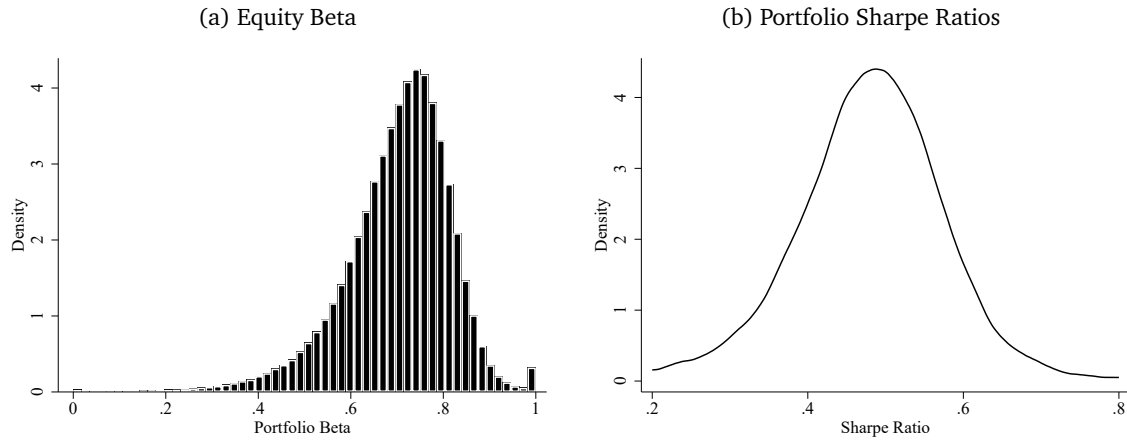 (a) Equity Beta
4
3
2
1
0
Density
0 .2 .4 .6 .8 1
Portfolio Beta
(b) Portfolio Sharpe Ratios
4
3
2
1
0
Density
.2 .4 .6 .8
Sharpe Ratio